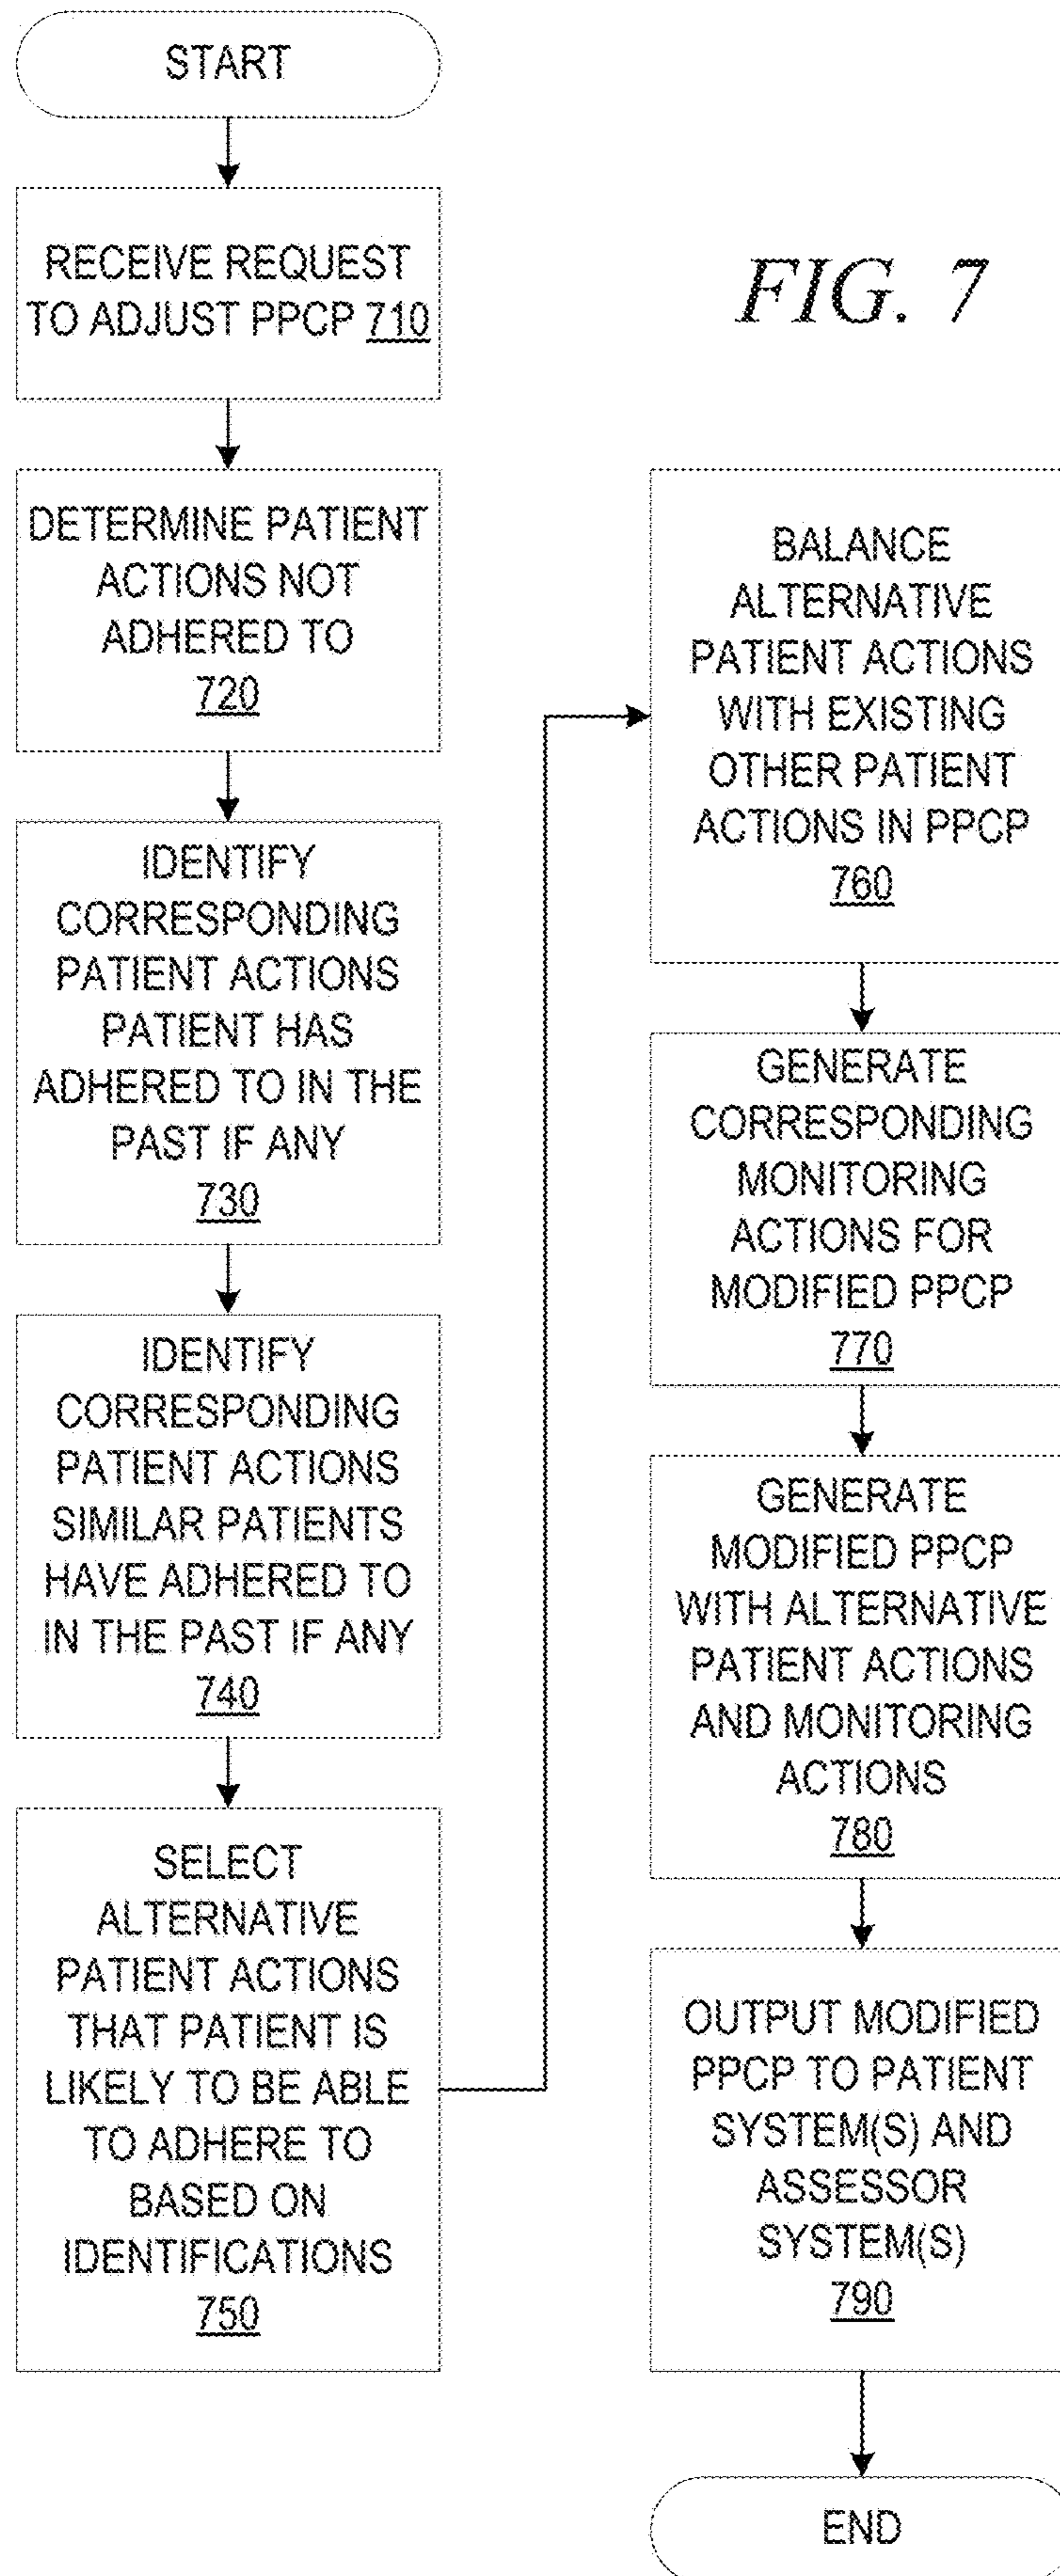 START
RECEIVE REQUEST
TO ADJUST PPCP 710
DETERMINE PATIENT
ACTIONS NOT
ADHERED TO
720
IDENTIFY
CORRESPONDING
PATIENT ACTIONS
PATIENT HAS
ADHERED TO IN THE
PAST IF ANY
730
IDENTIFY
CORRESPONDING
PATIENT ACTIONS
SIMILAR PATIENTS
HAVE ADHERED TO
IN THE PAST IF ANY
740
SELECT
ALTERNATIVE
PATIENT ACTIONS
THAT PATIENT IS
LIKELY TO BE ABLE
TO ADHERE TO
BASED ON
IDENTIFICATIONS
750
FIG. 7
BALANCE
ALTERNATIVE
PATIENT ACTIONS
WITH EXISTING
OTHER PATIENT
ACTIONS IN PPCP
760
GENERATE
CORRESPONDING
MONITORING
ACTIONS FOR
MODIFIED PPCP
770
GENERATE
MODIFIED PPCP
WITH ALTERNATIVE
PATIENT ACTIONS
AND MONITORING
ACTIONS
780
OUTPUT MODIFIED
PPCP TO PATIENT
SYSTEM(S) AND
ASSESSOR
SYSTEM(S)
790
END